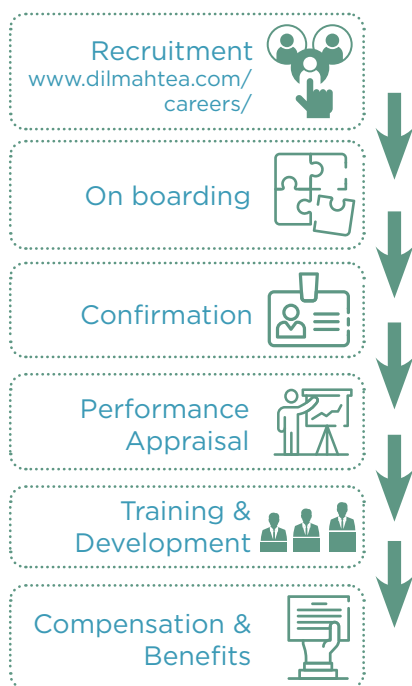 Recruitment
www.dilmahtea.com/
careers/
On boarding
Confirmation
Performance
Appraisal
Training &
Development
Compensation &
Benefits